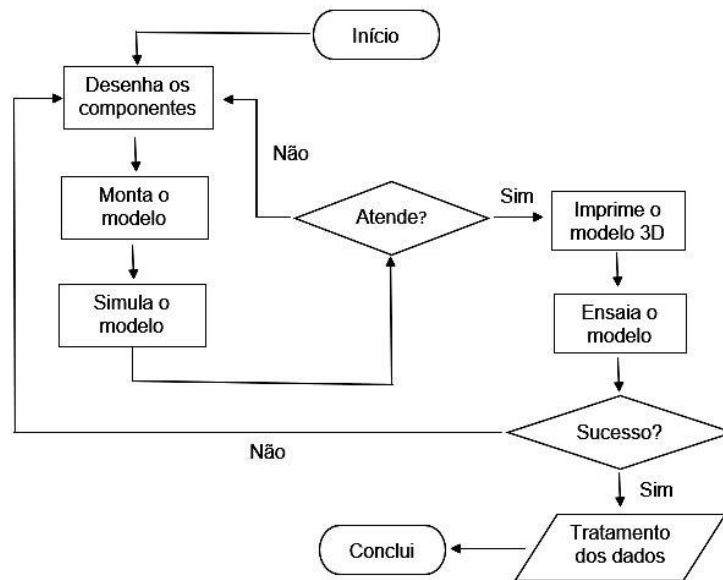 Início
Desenha os
componentes
Monta o
modelo
Simula o
modelo
Não
Atende?
Sim
Imprime o
modelo 3D
Ensaia o
modelo
Sucesso?
Não
Sim
Tratamento
dos dados
Conclui